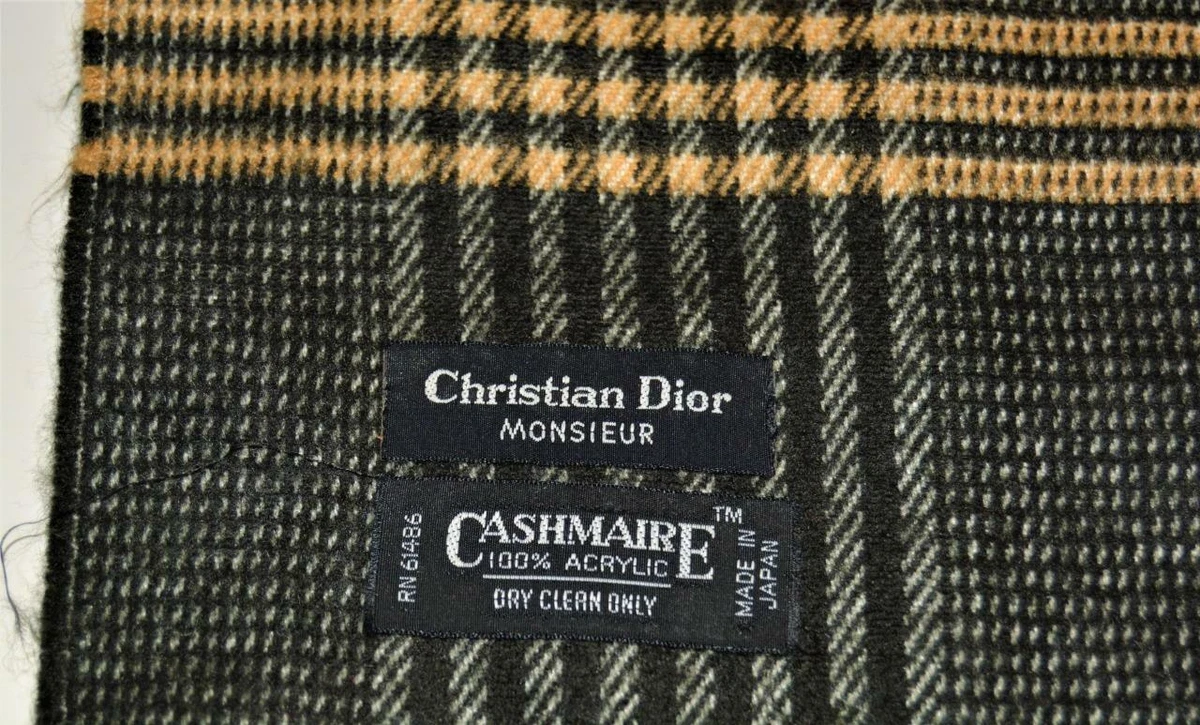 Christian Dior
MONSIEUR
RN 61486
CASHMAIRE™
100% ACRYLIC
DRY CLEAN ONLY
MADE IN
JAPAN